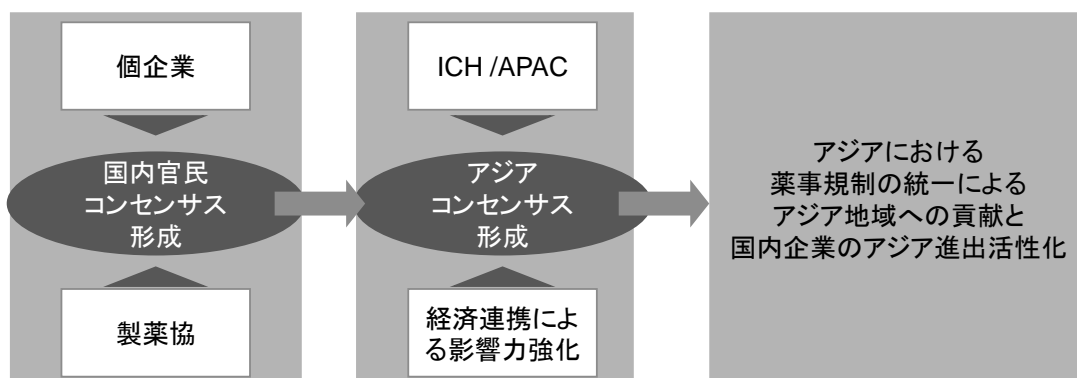 個企業
国内官民
コンセンサス
形成
製薬協
ICH /APAC
アジア
コンセンサス
形成
経済連携によ
る影響力強化
アジアにおける
薬事規制の統一による
アジア地域への貢献と
国内企業のアジア進出活性化